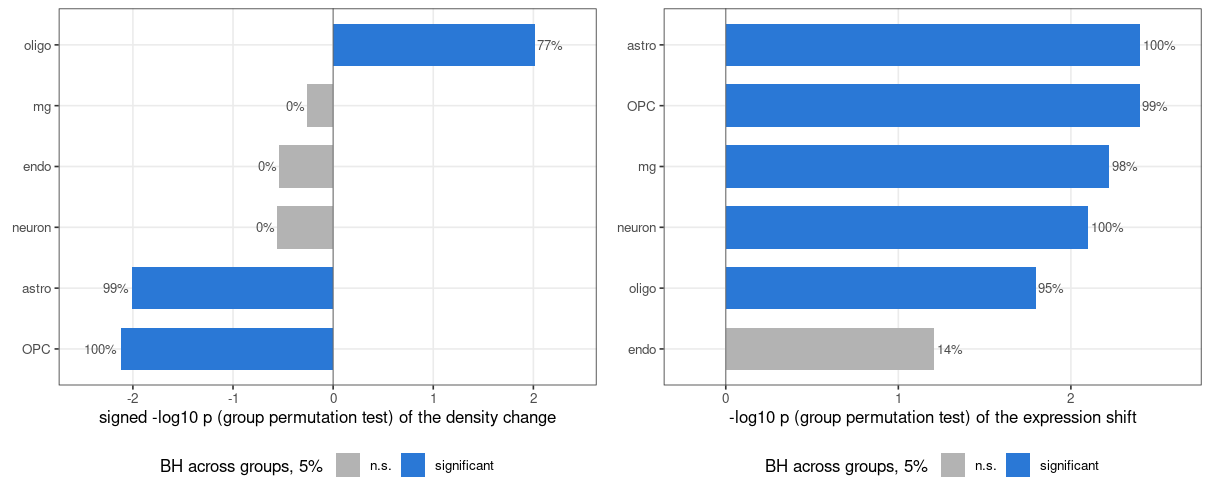 oligo
77%
mg
0%
endo
0%
neuron
0%
astro
99%
OPC
100%
-2
-1
0
1
2
signed -log10 p (group permutation test) of the density change
BH across groups, 5%
n.s.
significant
astro
100%
OPC
99%
mg
98%
neuron
100%
oligo
95%
endo
14%
0
1
2
-log10 p (group permutation test) of the expression shift
BH across groups, 5%
n.s.
significant